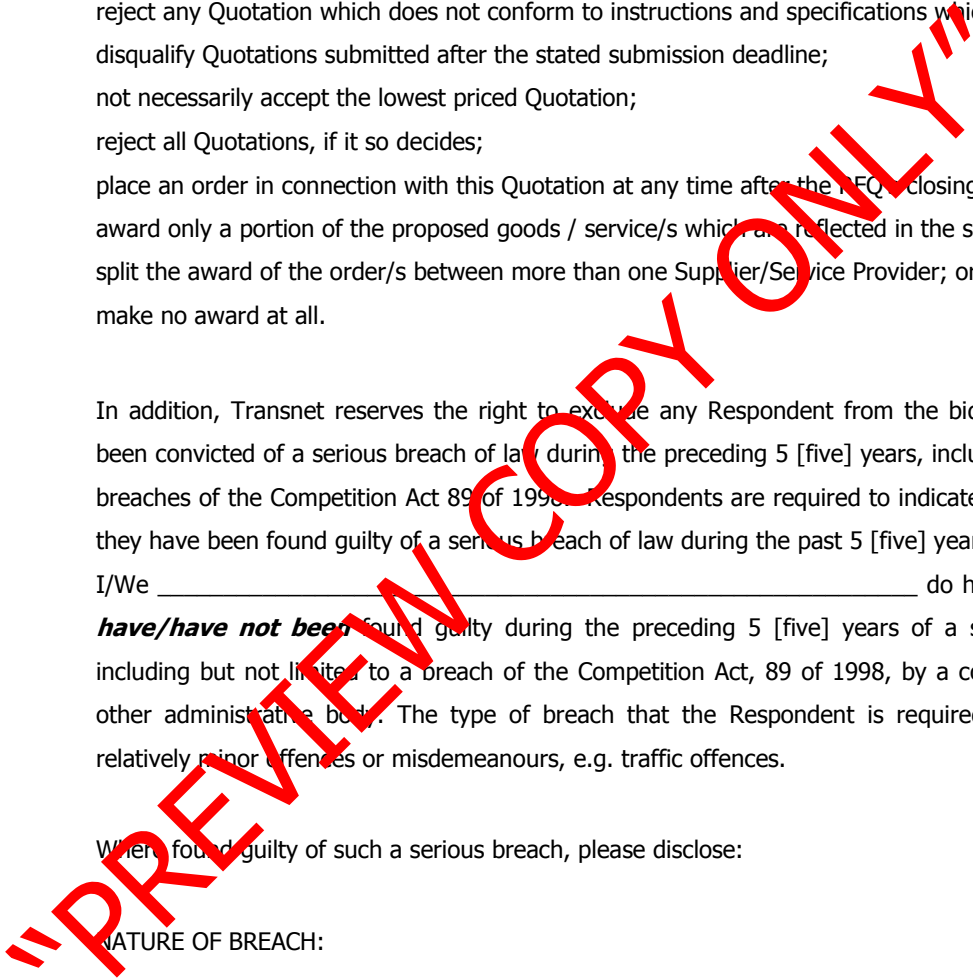 reject any Quotation which does not conform to instructions and specifications
disqualify Quotations submitted after the stated submission deadline;
not necessarily accept the lowest priced Quotation;
reject all Quotations, if it so decides;
place an order in connection with this Quotation at any time after the RFQ's closing
award only a portion of the proposed goods / service/s which are reflected in the
split the award of the order/s between more than one Supplier/Service Provider; or
make no award at all.
In addition, Transnet reserves the right to exclude any Respondent from the
been convicted of a serious breach of law during the preceding 5 [five] years,
breaches of the Competition Act 89 of 1998. Respondents are required to indicate
they have been found guilty of a serious breach of law during the past 5 [five]
I/We ______________________________________________________________ do
have/have not been found guilty during the preceding 5 [five] years of a
including but not limited to a breach of the Competition Act, 89 of 1998, by a
other administrative body. The type of breach that the Respondent is
relatively minor offences or misdemeanours, e.g. traffic offences.
Where found guilty of such a serious breach, please disclose:
NATURE OF BREACH:
"PREVIEW COPY ONLY"